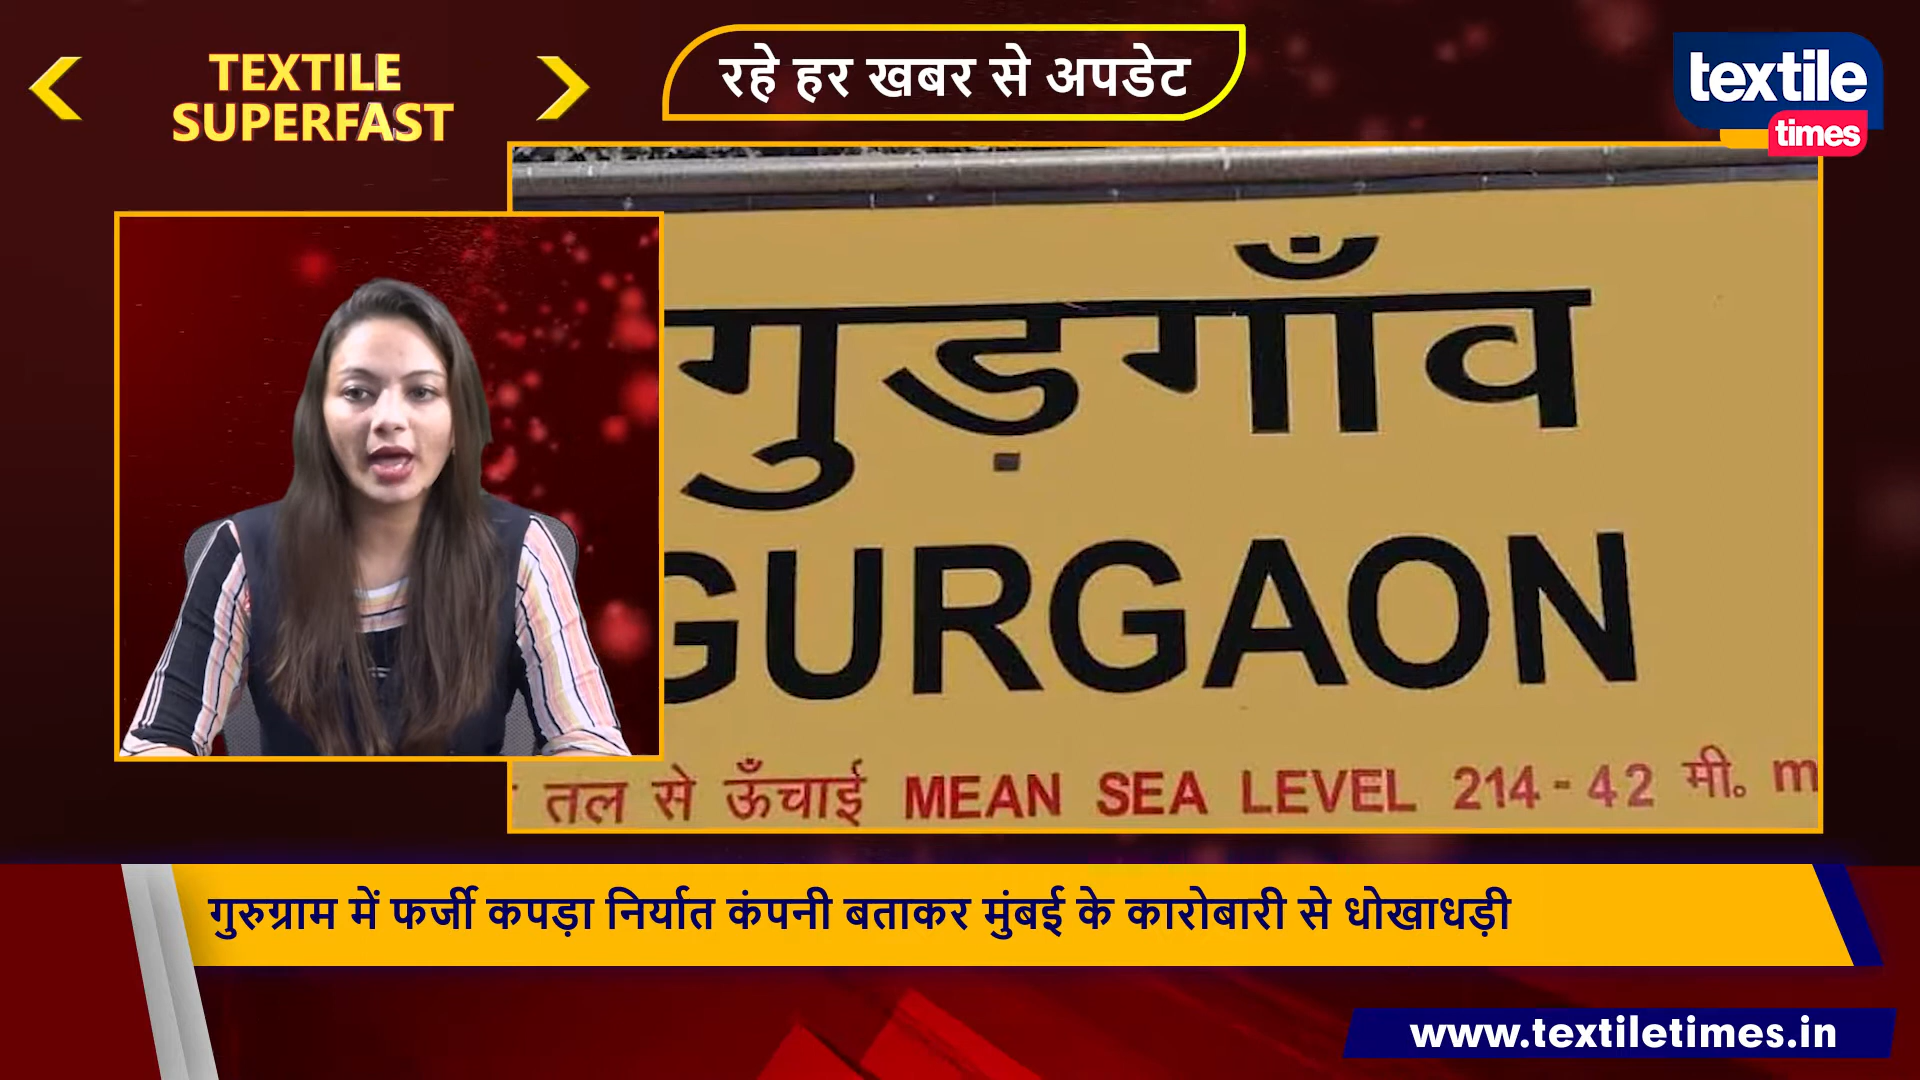 TEXTILE
SUPERFAST
रहे हर खबर से अपडेट
textile
times
गुड़गाँव
GURGAON
तल से ऊँचाई MEAN SEA LEVEL 214-42 मी. m
गुरुग्राम में फर्जी कपड़ा निर्यात कंपनी बताकर मुंबई के कारोबारी से धोखाधड़ी
www.textiletimes.in